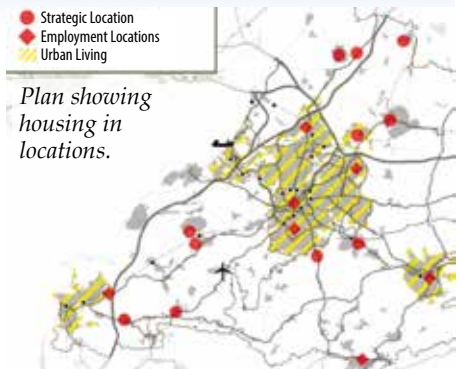 Strategic Location
Employment Locations
Urban Living
Plan showing
housing in
locations.